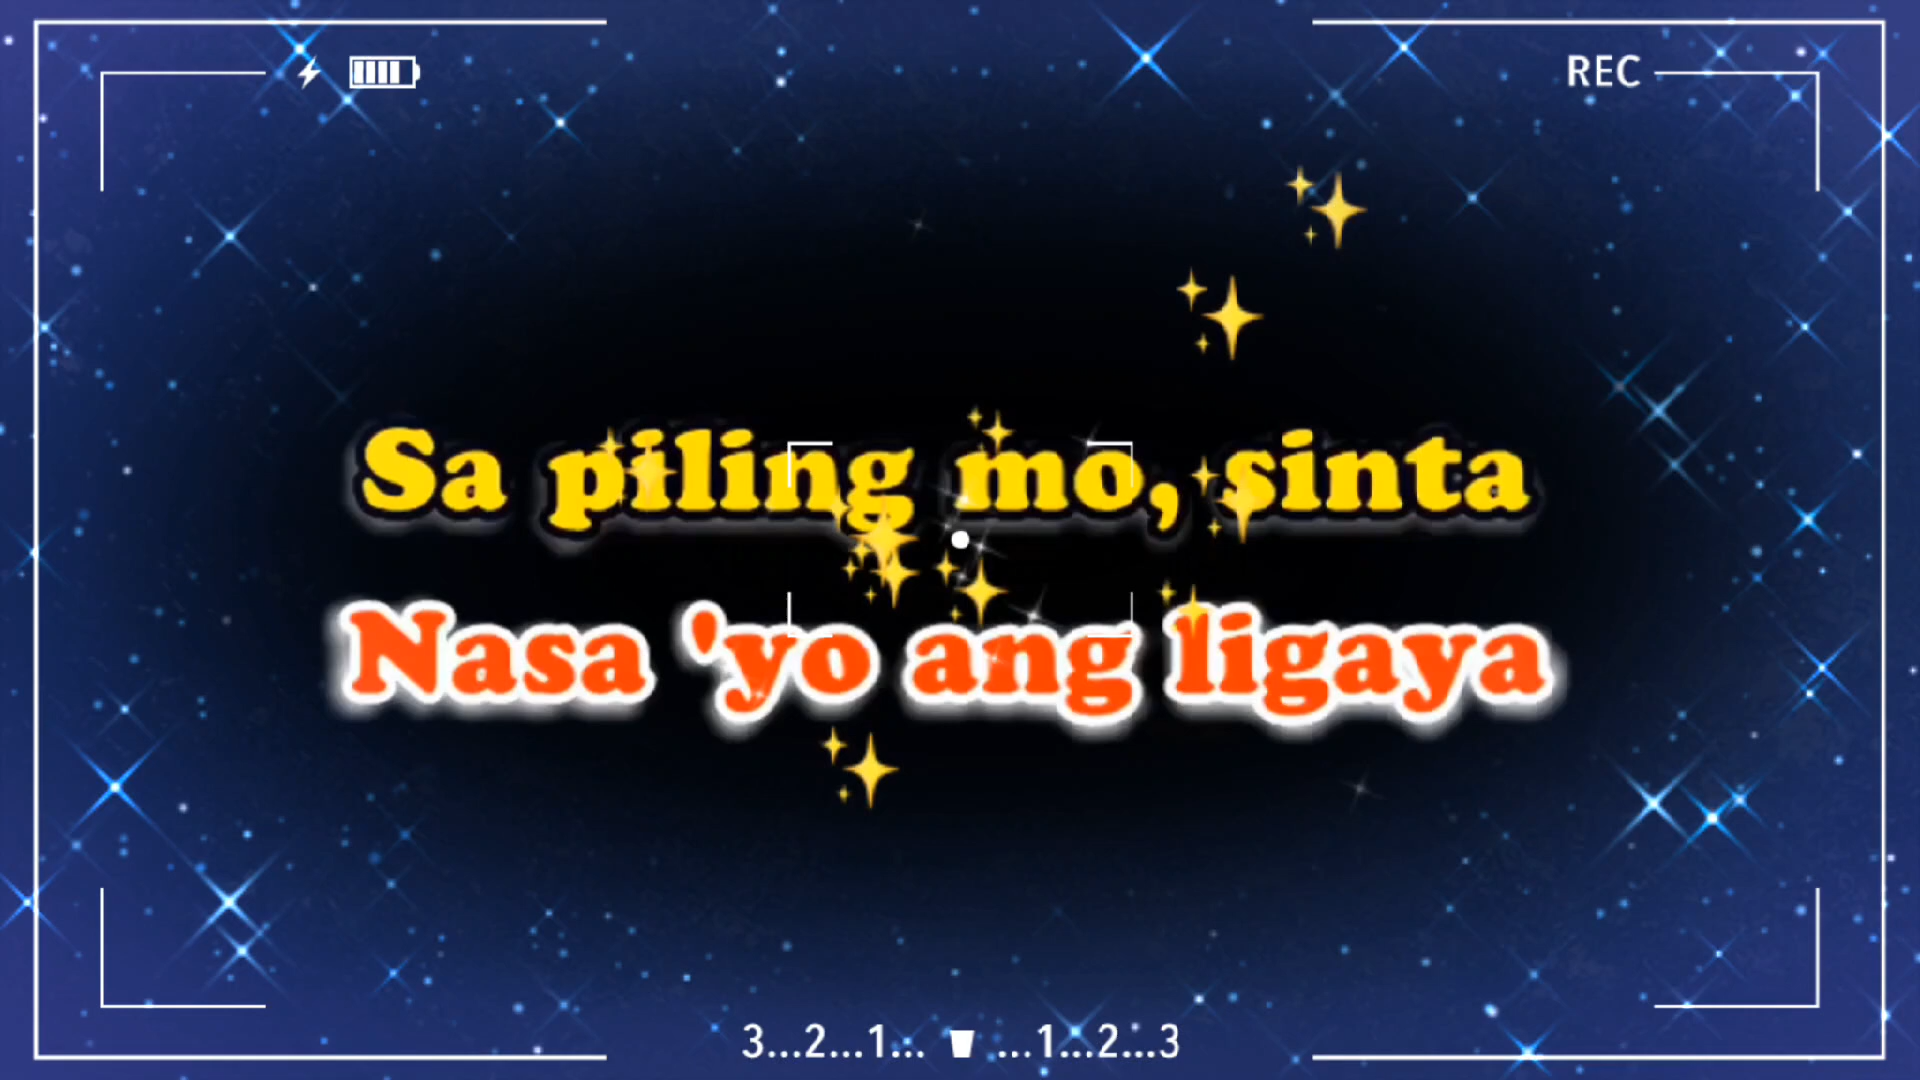 REC
Sa piling mo, sinta
Nasa 'yo ang ligaya
3...2...1... ...1...2...3